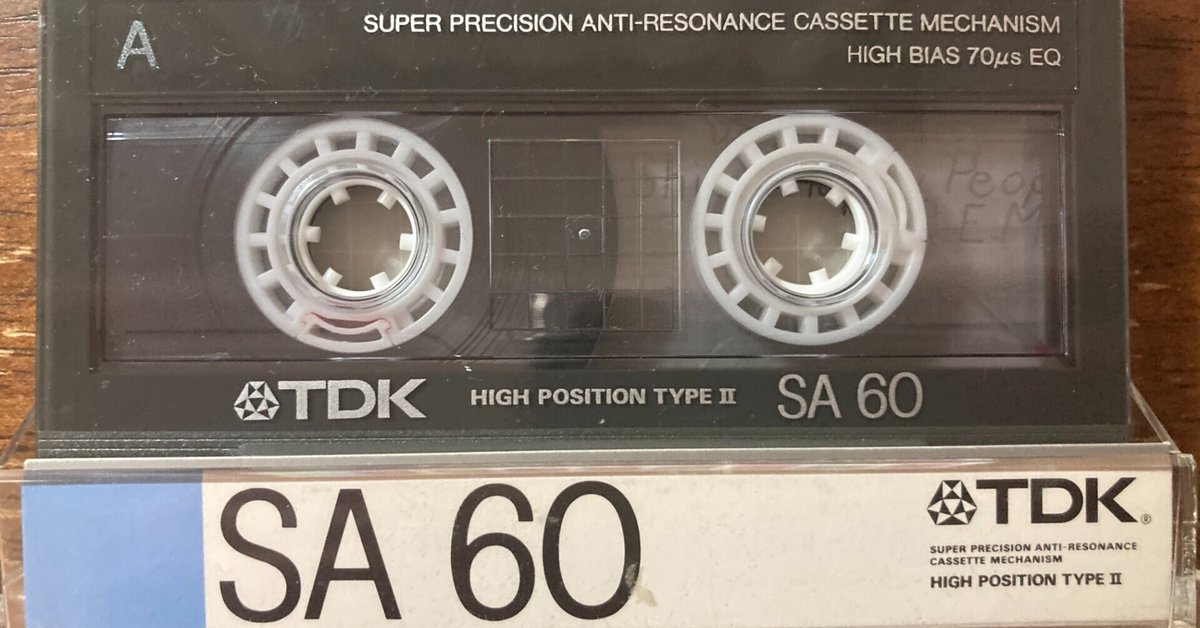 A
SUPER PRECISION ANTI-RESONANCE CASSETTE MECHANISM
HIGH BIAS 70μs EQ
TDK
HIGH POSITION TYPE II
SA 60
SA 60
TDK®
SUPER PRECISION ANTI-RESONANCE
CASSETTE MECHANISM
HIGH POSITION TYPE II